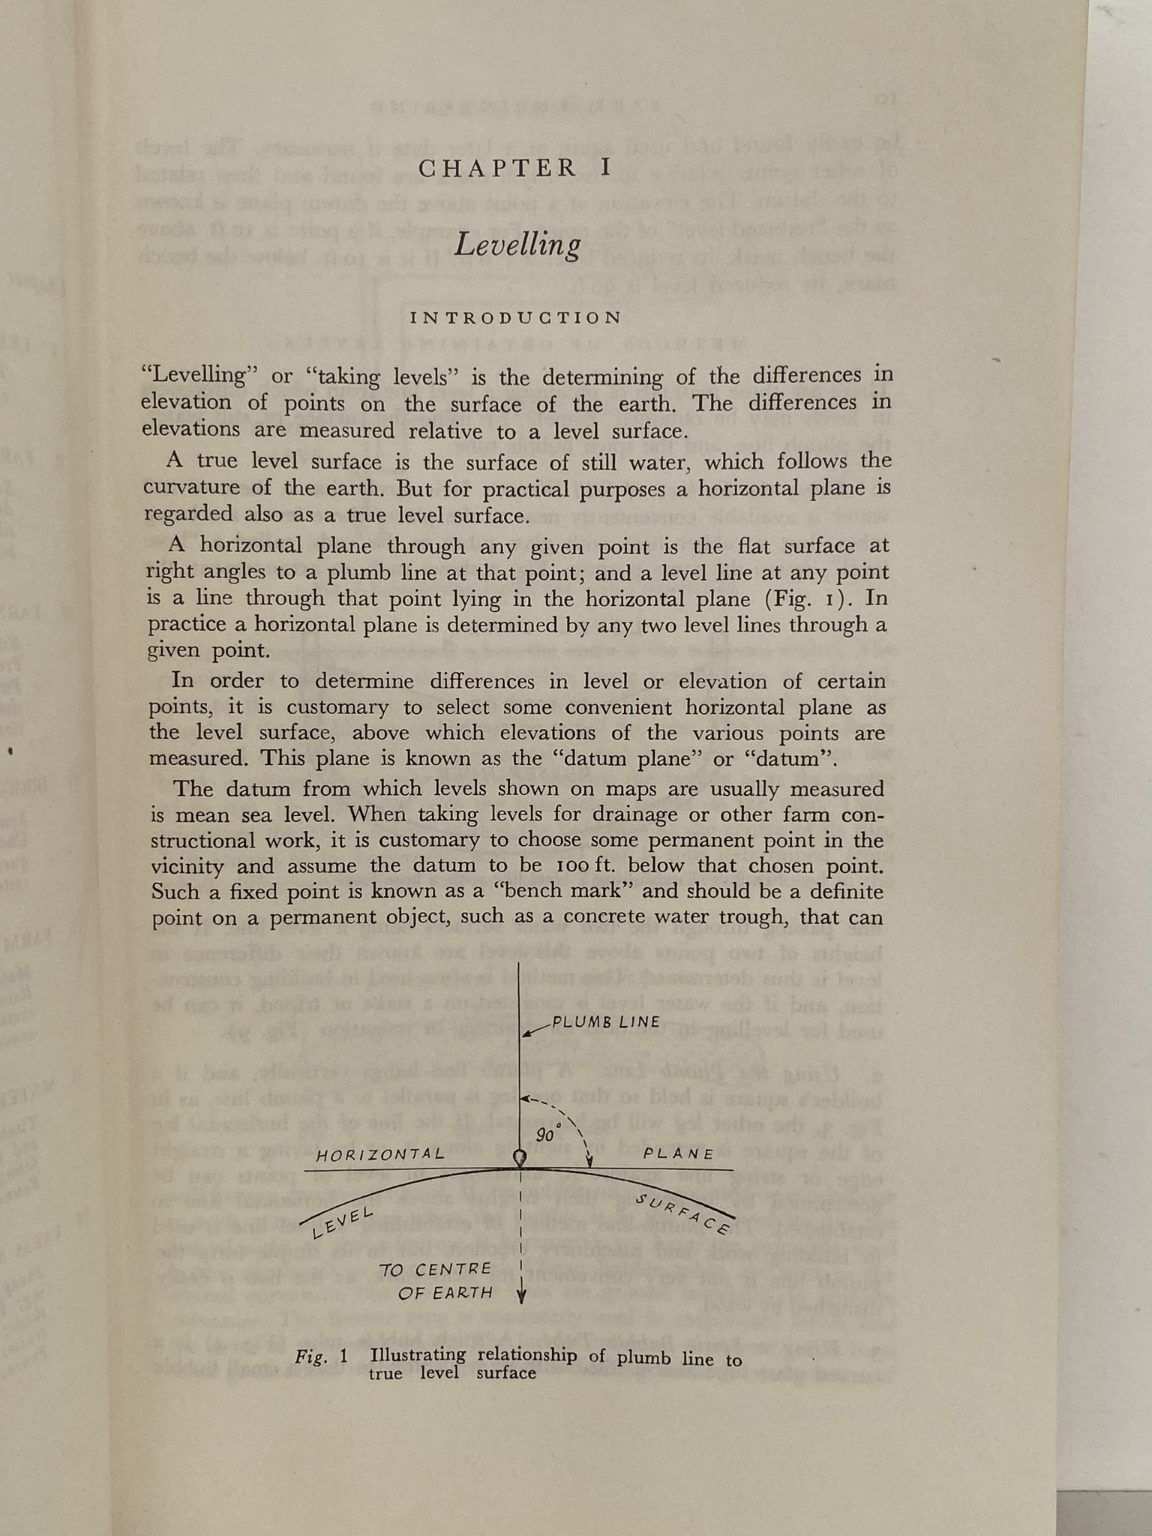 CHAPTER I
Levelling
INTRODUCTION
“Levelling” or “taking levels” is the determining of the differences in
elevation of points on the surface of the earth. The differences in
elevations are measured relative to a level surface.
A true level surface is the surface of still water, which follows the
curvature of the earth. But for practical purposes a horizontal plane is
regarded also as a true level surface.
A horizontal plane through any given point is the flat surface at
right angles to a plumb line at that point; and a level line at any point
is a line through that point lying in the horizontal plane (Fig. 1). In
practice a horizontal plane is determined by any two level lines through a
given point.
In order to determine differences in level or elevation of certain
points, it is customary to select some convenient horizontal plane as
the level surface, above which elevations of the various points are
measured. This plane is known as the “datum plane” or “datum”.
The datum from which levels shown on maps are usually measured
is mean sea level. When taking levels for drainage or other farm con-
structional work, it is customary to choose some permanent point in the
vicinity and assume the datum to be 100 ft. below that chosen point.
Such a fixed point is known as a “bench mark” and should be a definite
point on a permanent object, such as a concrete water trough, that can
PLUMB LINE
90°
HORIZONTAL PLANE
LEVEL SURFACE
TO CENTRE
OF EARTH
Fig. 1 Illustrating relationship of plumb line to
true level surface